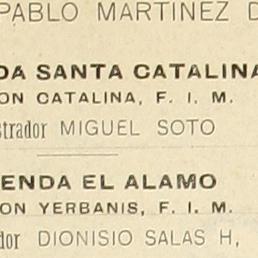 PABLO MARTINEZ D
DA SANTA CATALINA
ON CATALINA, F. I. M.
strador MIGUEL SOTO
ENDA EL ALAMO
ON YERBANIS, F. I. M.
dor DIONISIO SALAS H,